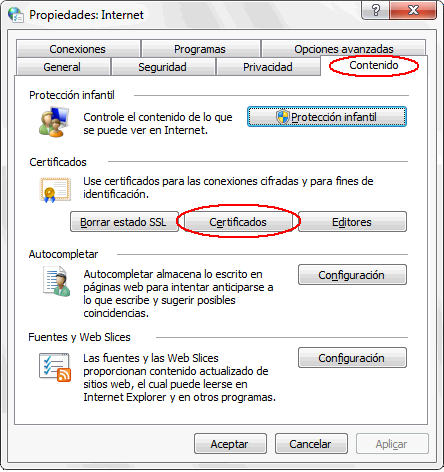 Propiedades: Internet
Conexiones Programas Opciones avanzadas
General Seguridad Privacidad Contenido
Protección infantil
Controle el contenido de lo que
se puede ver en Internet.
Protección infantil
Certificados
Use certificados para las conexiones cifradas y para fines de
identificación.
Borrar estado SSL Certificados Editores
Autocompletar
Autocompletar almacena lo escrito en
páginas web para intentar anticiparse a
lo que escribe y sugerir posibles
coincidencias.
Configuración
Fuentes y Web Slices
Las fuentes y las Web Slices
proporcionan contenido actualizado de
sitios web, el cual puede leerse en
Internet Explorer y en otros programas.
Configuración
Aceptar Cancelar Aplicar